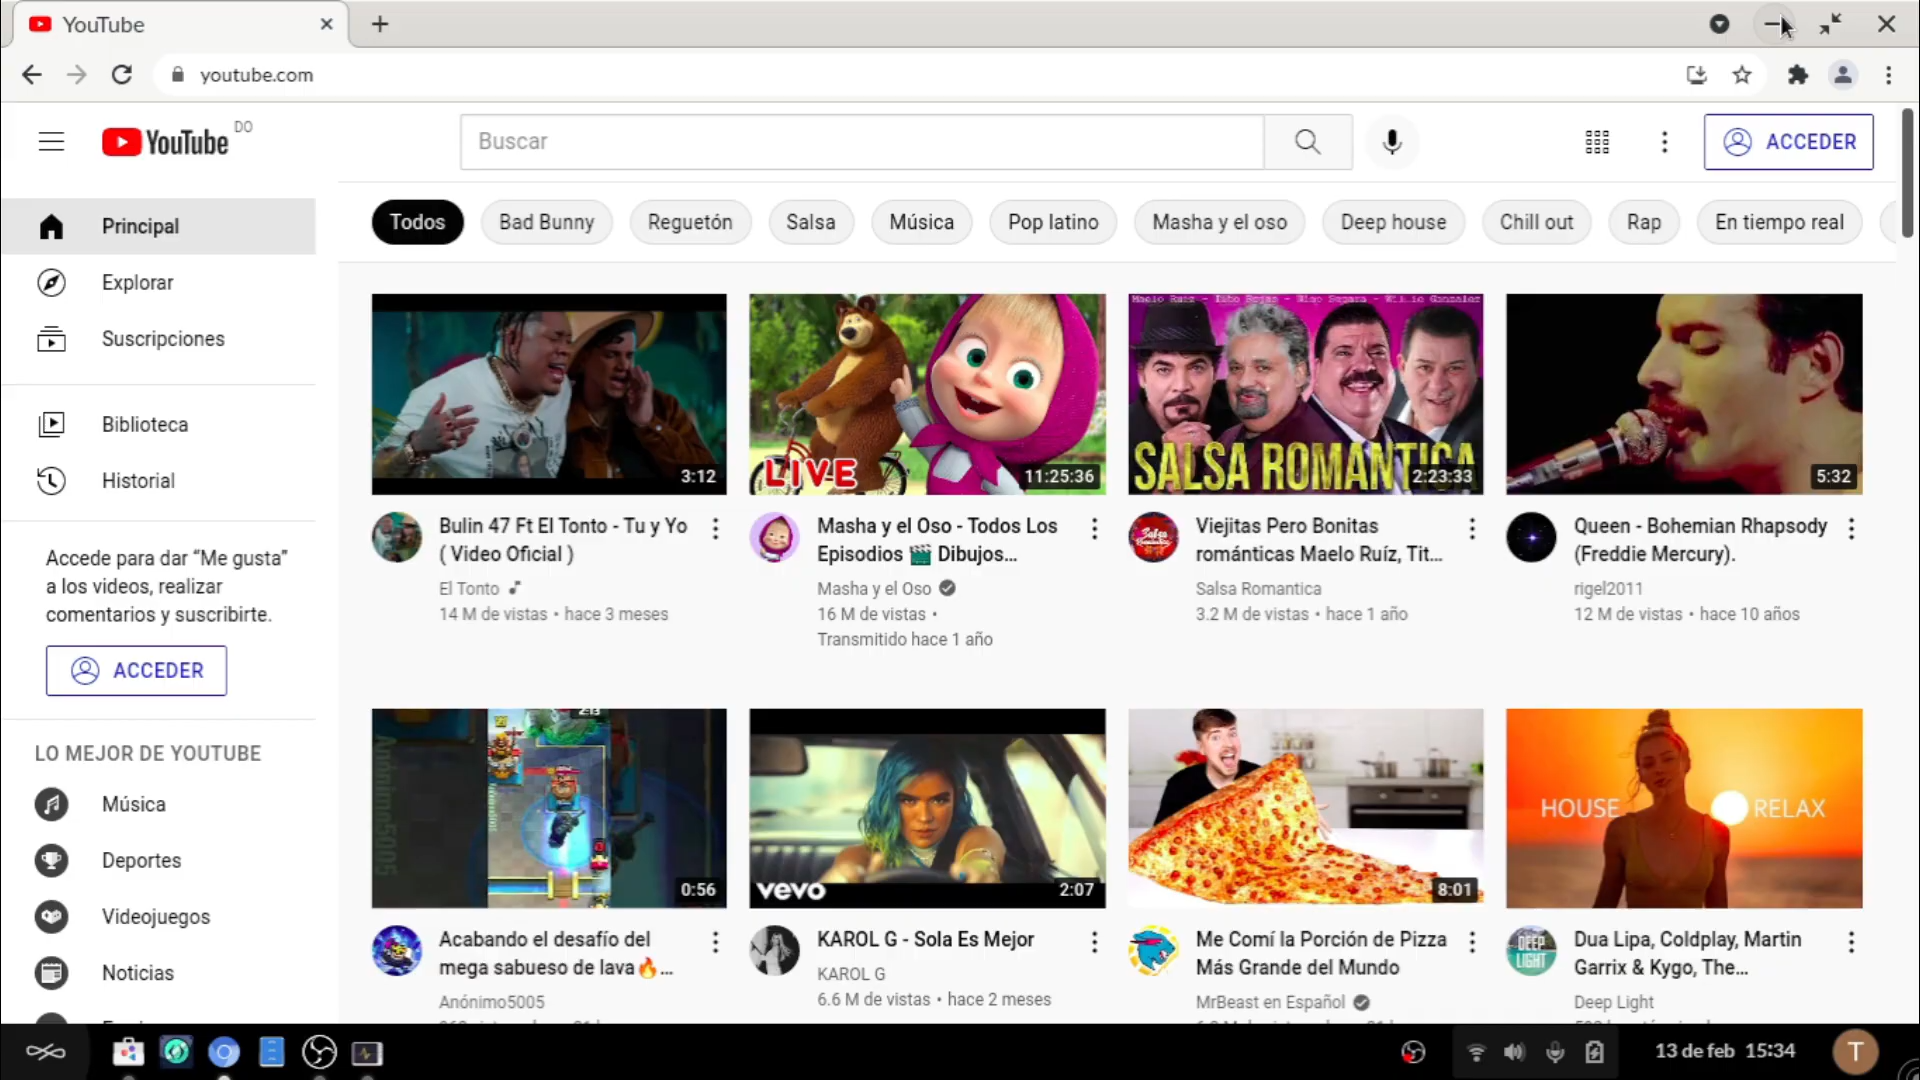 YouTube
youtube.com
YouTube DO
Buscar
ACCEDER
Principal
Explorar
Suscripciones
Biblioteca
Historial
Accede para dar “Me gusta”
a los videos, realizar
comentarios y suscribirte.
ACCEDER
LO MEJOR DE YOUTUBE
Música
Deportes
Videojuegos
Noticias
Todos
Bad Bunny
Reguetón
Salsa
Música
Pop latino
Masha y el oso
Deep house
Chill out
Rap
En tiempo real
3:12
Bulin 47 Ft El Tonto - Tu y Yo
( Video Oficial )
El Tonto
14 M de vistas • hace 3 meses
LIVE
11:25:36
Masha y el Oso - Todos Los
Episodios 🎬 Dibujos...
Masha y el Oso
16 M de vistas •
Transmitido hace 1 año
SALSA ROMANTICA
2:23:33
Viejitas Pero Bonitas
románticas Maelo Ruíz, Tit...
Salsa Romantica
3.2 M de vistas • hace 1 año
5:32
Queen - Bohemian Rhapsody
(Freddie Mercury).
rigel2011
12 M de vistas • hace 10 años
Anónimo5005
0:56
Acabando el desafío del
mega sabueso de lava🔥...
Anónimo5005
vevo
2:07
KAROL G - Sola Es Mejor
KAROL G
6.6 M de vistas • hace 2 meses
8:01
Me Comí la Porción de Pizza
Más Grande del Mundo
MrBeast en Español
HOUSE RELAX
DEEP
LIGHT
Dua Lipa, Coldplay, Martin
Garrix & Kygo, The...
Deep Light
13 de feb 15:34
T